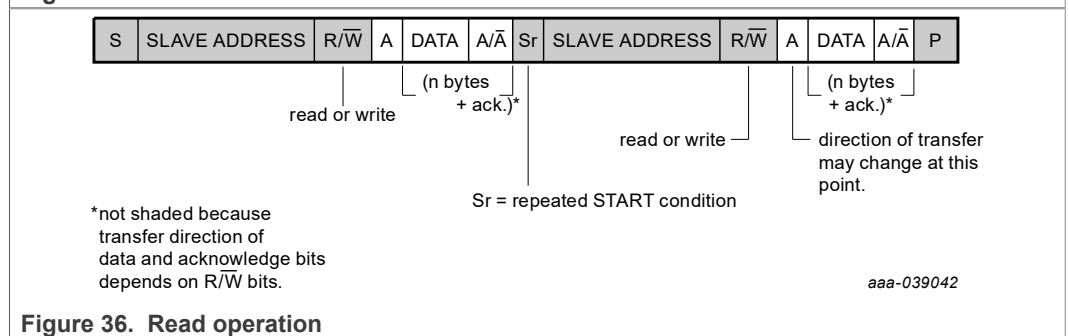 S SLAVE ADDRESS R/W̅ A DATA A/A̅ Sr SLAVE ADDRESS R/W̅ A DATA A/A̅ P
(n bytes
+ ack.)*
(n bytes
+ ack.)*
read or write
read or write
direction of transfer
may change at this
point.
Sr = repeated START condition
*not shaded because
transfer direction of
data and acknowledge bits
depends on R/W̅ bits.
aaa-039042
Figure 36. Read operation